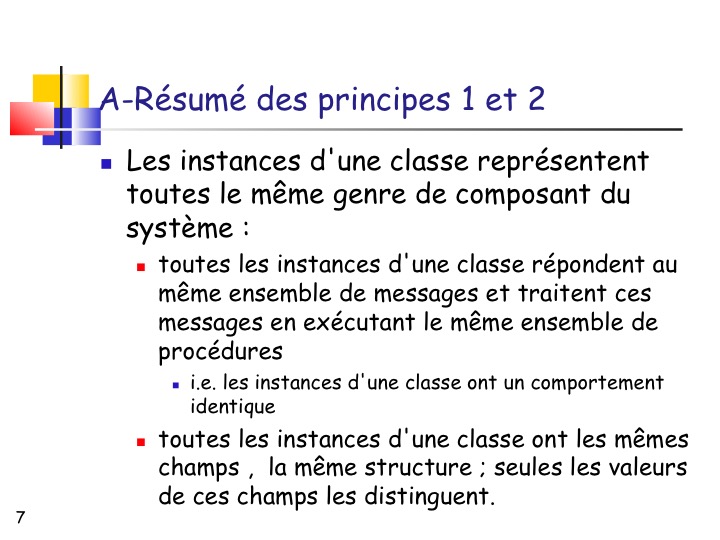 A-Résumé des principes 1 et 2
Les instances d'une classe représentent
toutes le même genre de composant du
système :
toutes les instances d'une classe répondent au
même ensemble de messages et traitent ces
messages en exécutant le même ensemble de
procédures
i.e. les instances d'une classe ont un comportement
identique
toutes les instances d'une classe ont les mêmes
champs ,  la même structure ; seules les valeurs
de ces champs les distinguent.
7